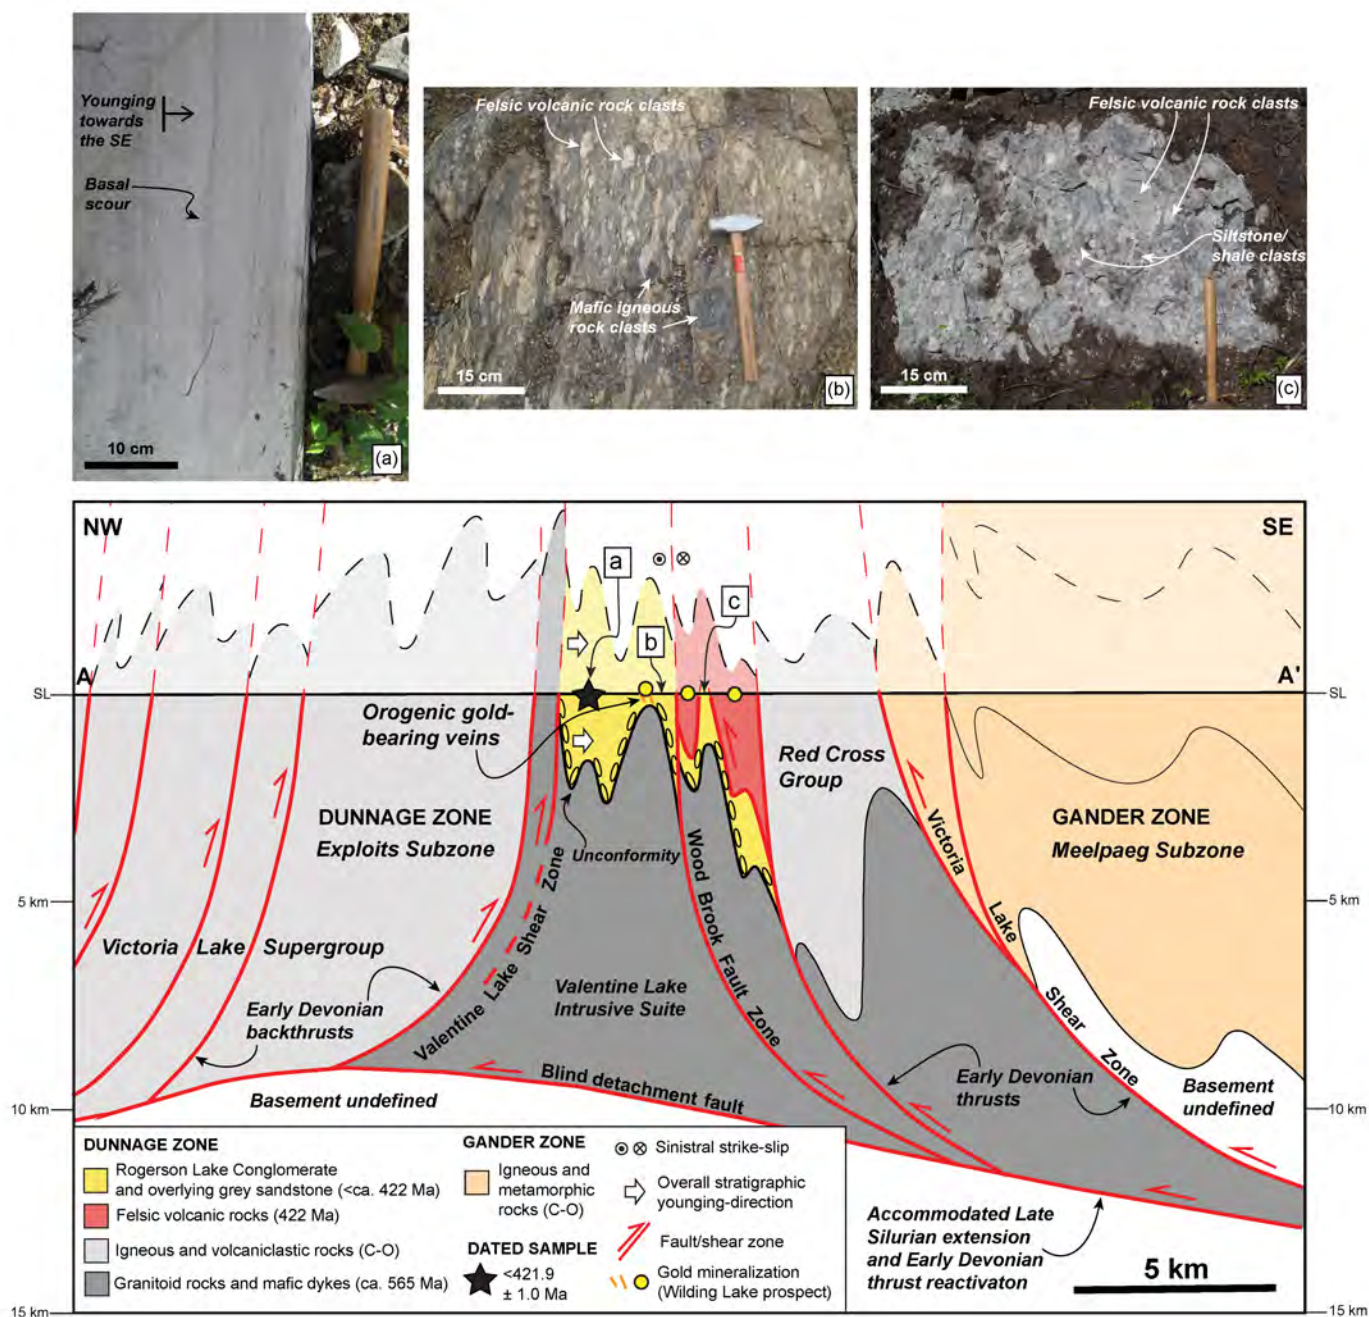 Younging
towards
the SE
Basal
scour
10 cm
(a)
Felsic volcanic rock clasts
Mafic igneous
rock clasts
15 cm
(b)
Felsic volcanic rock clasts
Siltstone/
shale clasts
15 cm
(c)
NW
SE
a
b
c
A
A'
SL
SL
Orogenic gold-
bearing veins
Red Cross
Group
DUNNAGE ZONE
Exploits Subzone
GANDER ZONE
Meelpaeg Subzone
Unconformity
5 km
5 km
Victoria Lake Supergroup
Valentine Lake Shear Zone
Wood Brook Fault Zone
Victoria Lake Shear Zone
Valentine Lake
Intrusive Suite
Early Devonian
backthrusts
Blind detachment fault
Early Devonian
thrusts
Basement undefined
Basement
undefined
10 km
10 km
DUNNAGE ZONE
Rogerson Lake Conglomerate
and overlying grey sandstone (<ca. 422 Ma)
Felsic volcanic rocks (422 Ma)
Igneous and volcaniclastic rocks (C-O)
Granitoid rocks and mafic dykes (ca. 565 Ma)
GANDER ZONE
Igneous and
metamorphic
rocks (C-O)
DATED SAMPLE
<421.9
± 1.0 Ma
Sinistral strike-slip
Overall stratigraphic
younging-direction
Fault/shear zone
Gold mineralization
(Wilding Lake prospect)
Accommodated Late
Silurian extension
and Early Devonian
thrust reactivaton
5 km
15 km
15 km